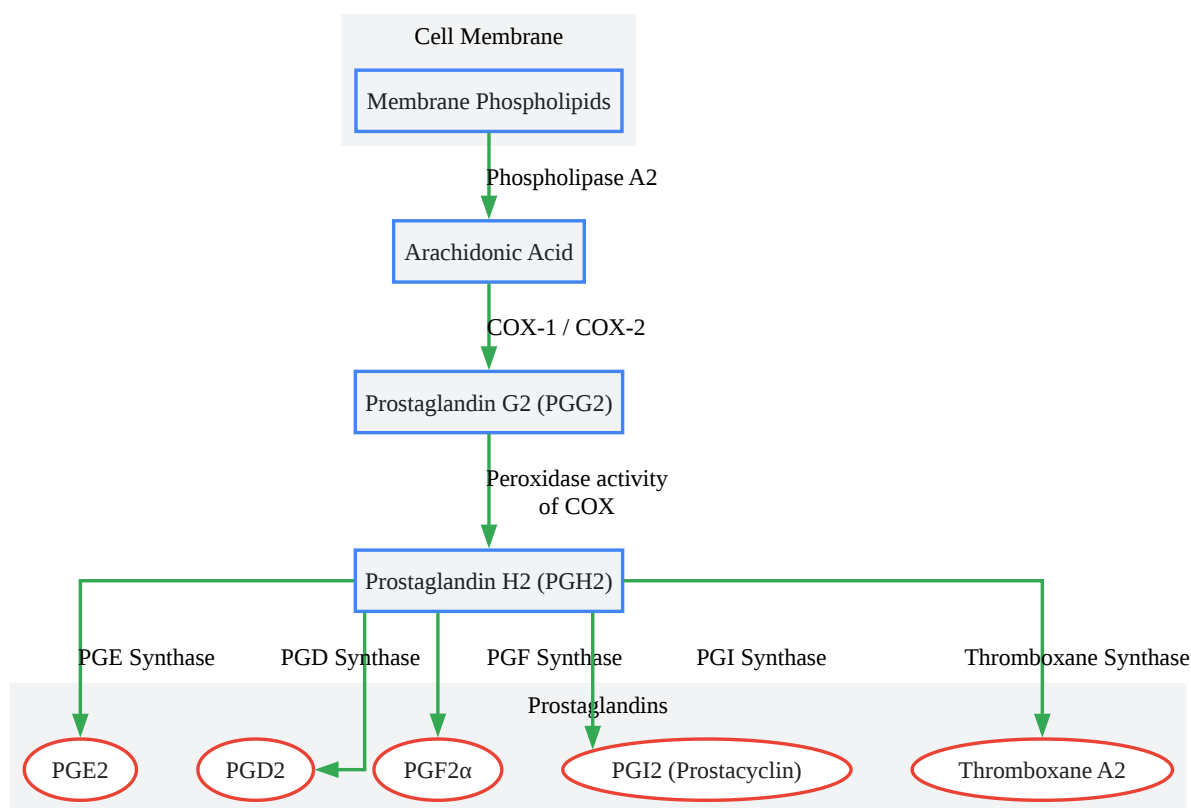 Cell Membrane
Membrane Phospholipids
Phospholipase A2
Arachidonic Acid
COX-1 / COX-2
Prostaglandin G2 (PGG2)
Peroxidase activity
of COX
Prostaglandin H2 (PGH2)
PGE Synthase
PGD Synthase
PGF Synthase
PGI Synthase
Thromboxane Synthase
Prostaglandins
PGE2
PGD2
PGF2α
PGI2 (Prostacyclin)
Thromboxane A2